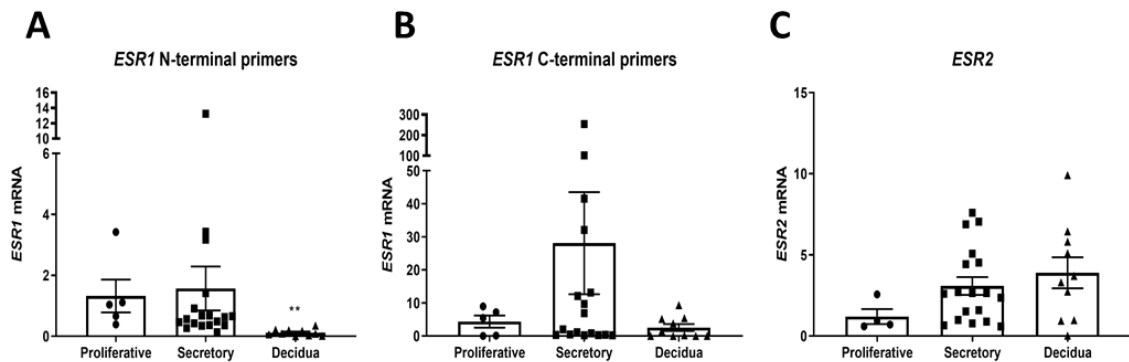 A
B
C
ESR1 N-terminal primers
ESR1 C-terminal primers
ESR2
16
14
12
10
6
4
2
0
ESR1 mRNA
**
Proliferative Secretory Decidua
300
200
100
50
40
30
20
10
0
ESR1 mRNA
Proliferative Secretory Decidua
15
10
5
0
ESR2 mRNA
Proliferative Secretory Decidua